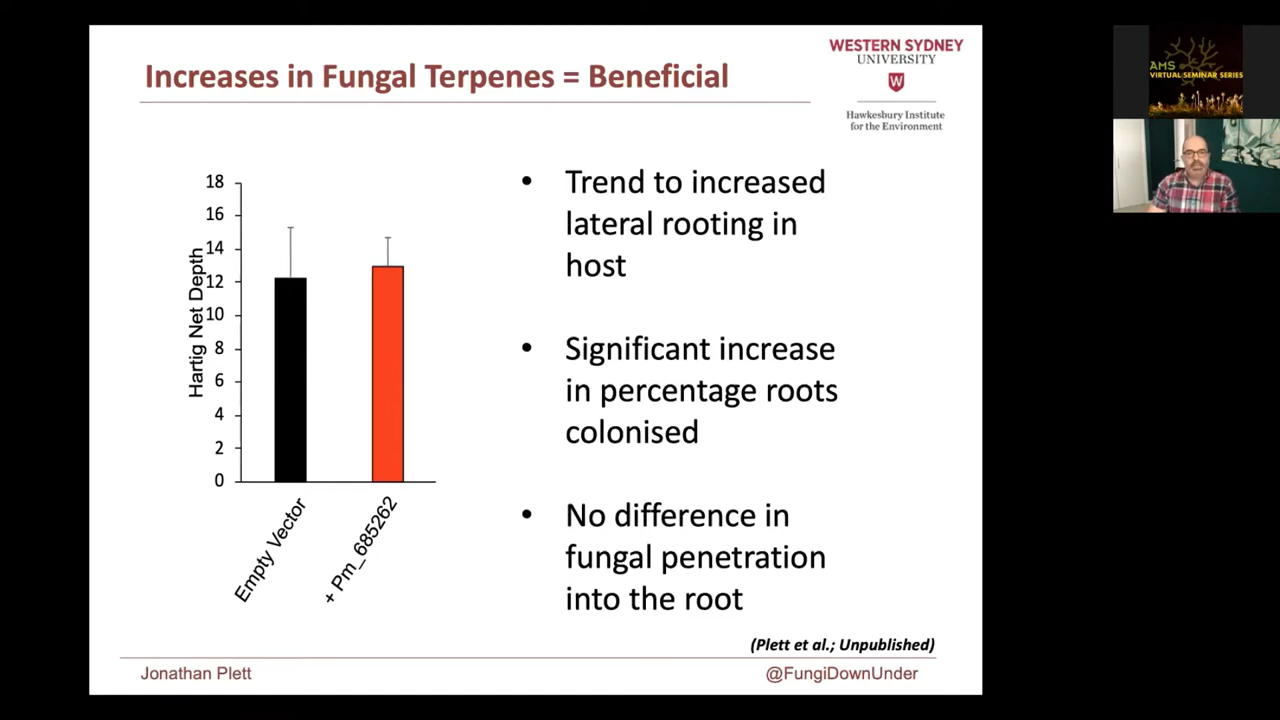 Increases in Fungal Terpenes = Beneficial
WESTERN SYDNEY
UNIVERSITY
W
Hawkesbury Institute
for the Environment
AMS
VIRTUAL SEMINAR SERIES
18
16
14
12
10
8
6
4
2
0
Hartig Net Depth
Empty Vector
+ Pm_685262
• Trend to increased
lateral rooting in
host
• Significant increase
in percentage roots
colonised
• No difference in
fungal penetration
into the root
(Plett et al.; Unpublished)
Jonathan Plett
@FungiDownUnder